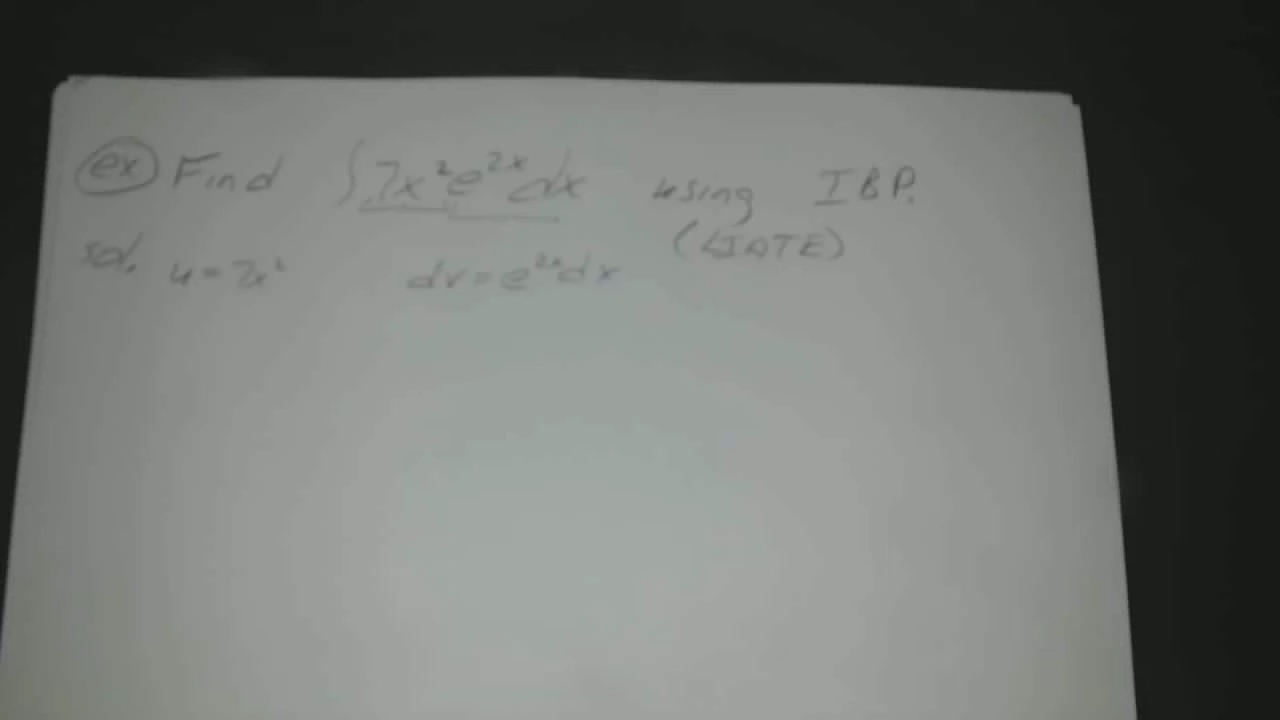 ex Find ∫ 7x²e²ˣdx using IBP.
(LIATE)
sol. u = 7x² dv = e²ˣdx